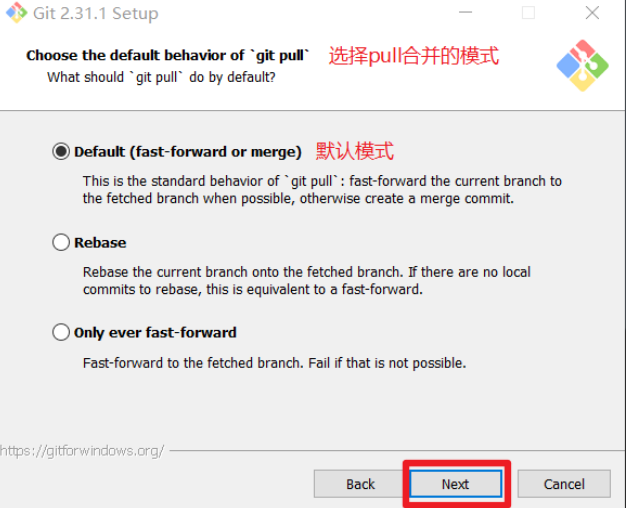 Git 2.31.1 Setup
Choose the default behavior of `git pull` 选择pull合并的模式
What should `git pull` do by default?
Default (fast-forward or merge) 默认模式
This is the standard behavior of `git pull`: fast-forward the current branch to
the fetched branch when possible, otherwise create a merge commit.
Rebase
Rebase the current branch onto the fetched branch. If there are no local
commits to rebase, this is equivalent to a fast-forward.
Only ever fast-forward
Fast-forward to the fetched branch. Fail if that is not possible.
https://gitforwindows.org/
Back Next Cancel